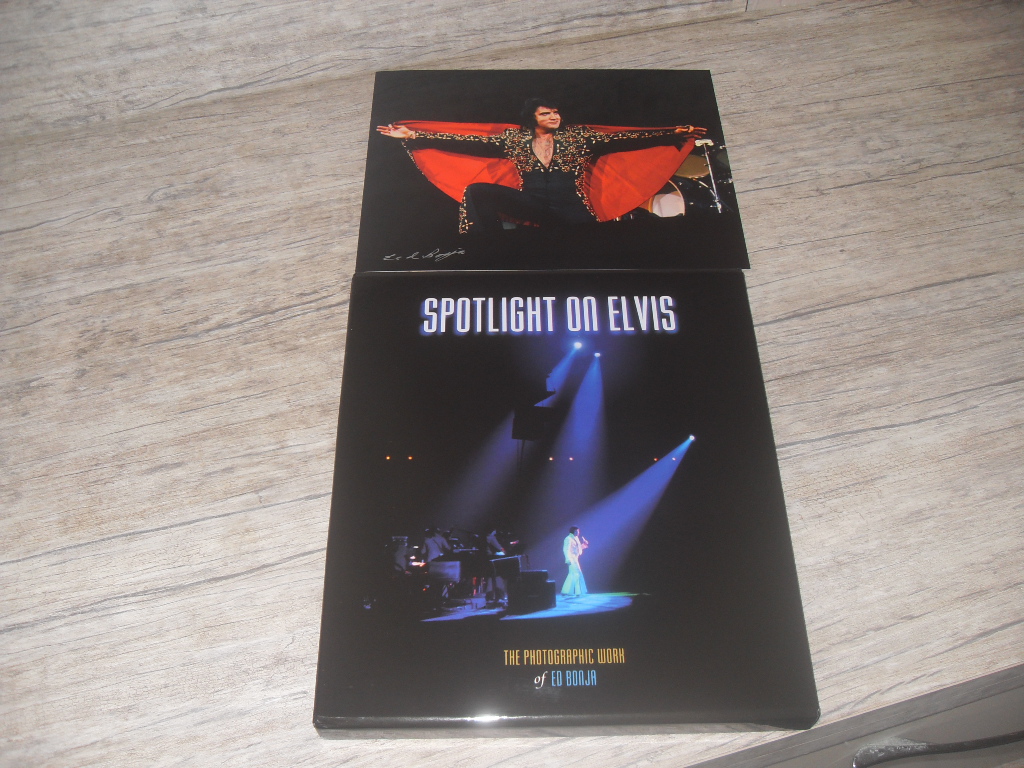 SPOTLIGHT ON ELVIS
THE PHOTOGRAPHIC WORK
of ED BONJA